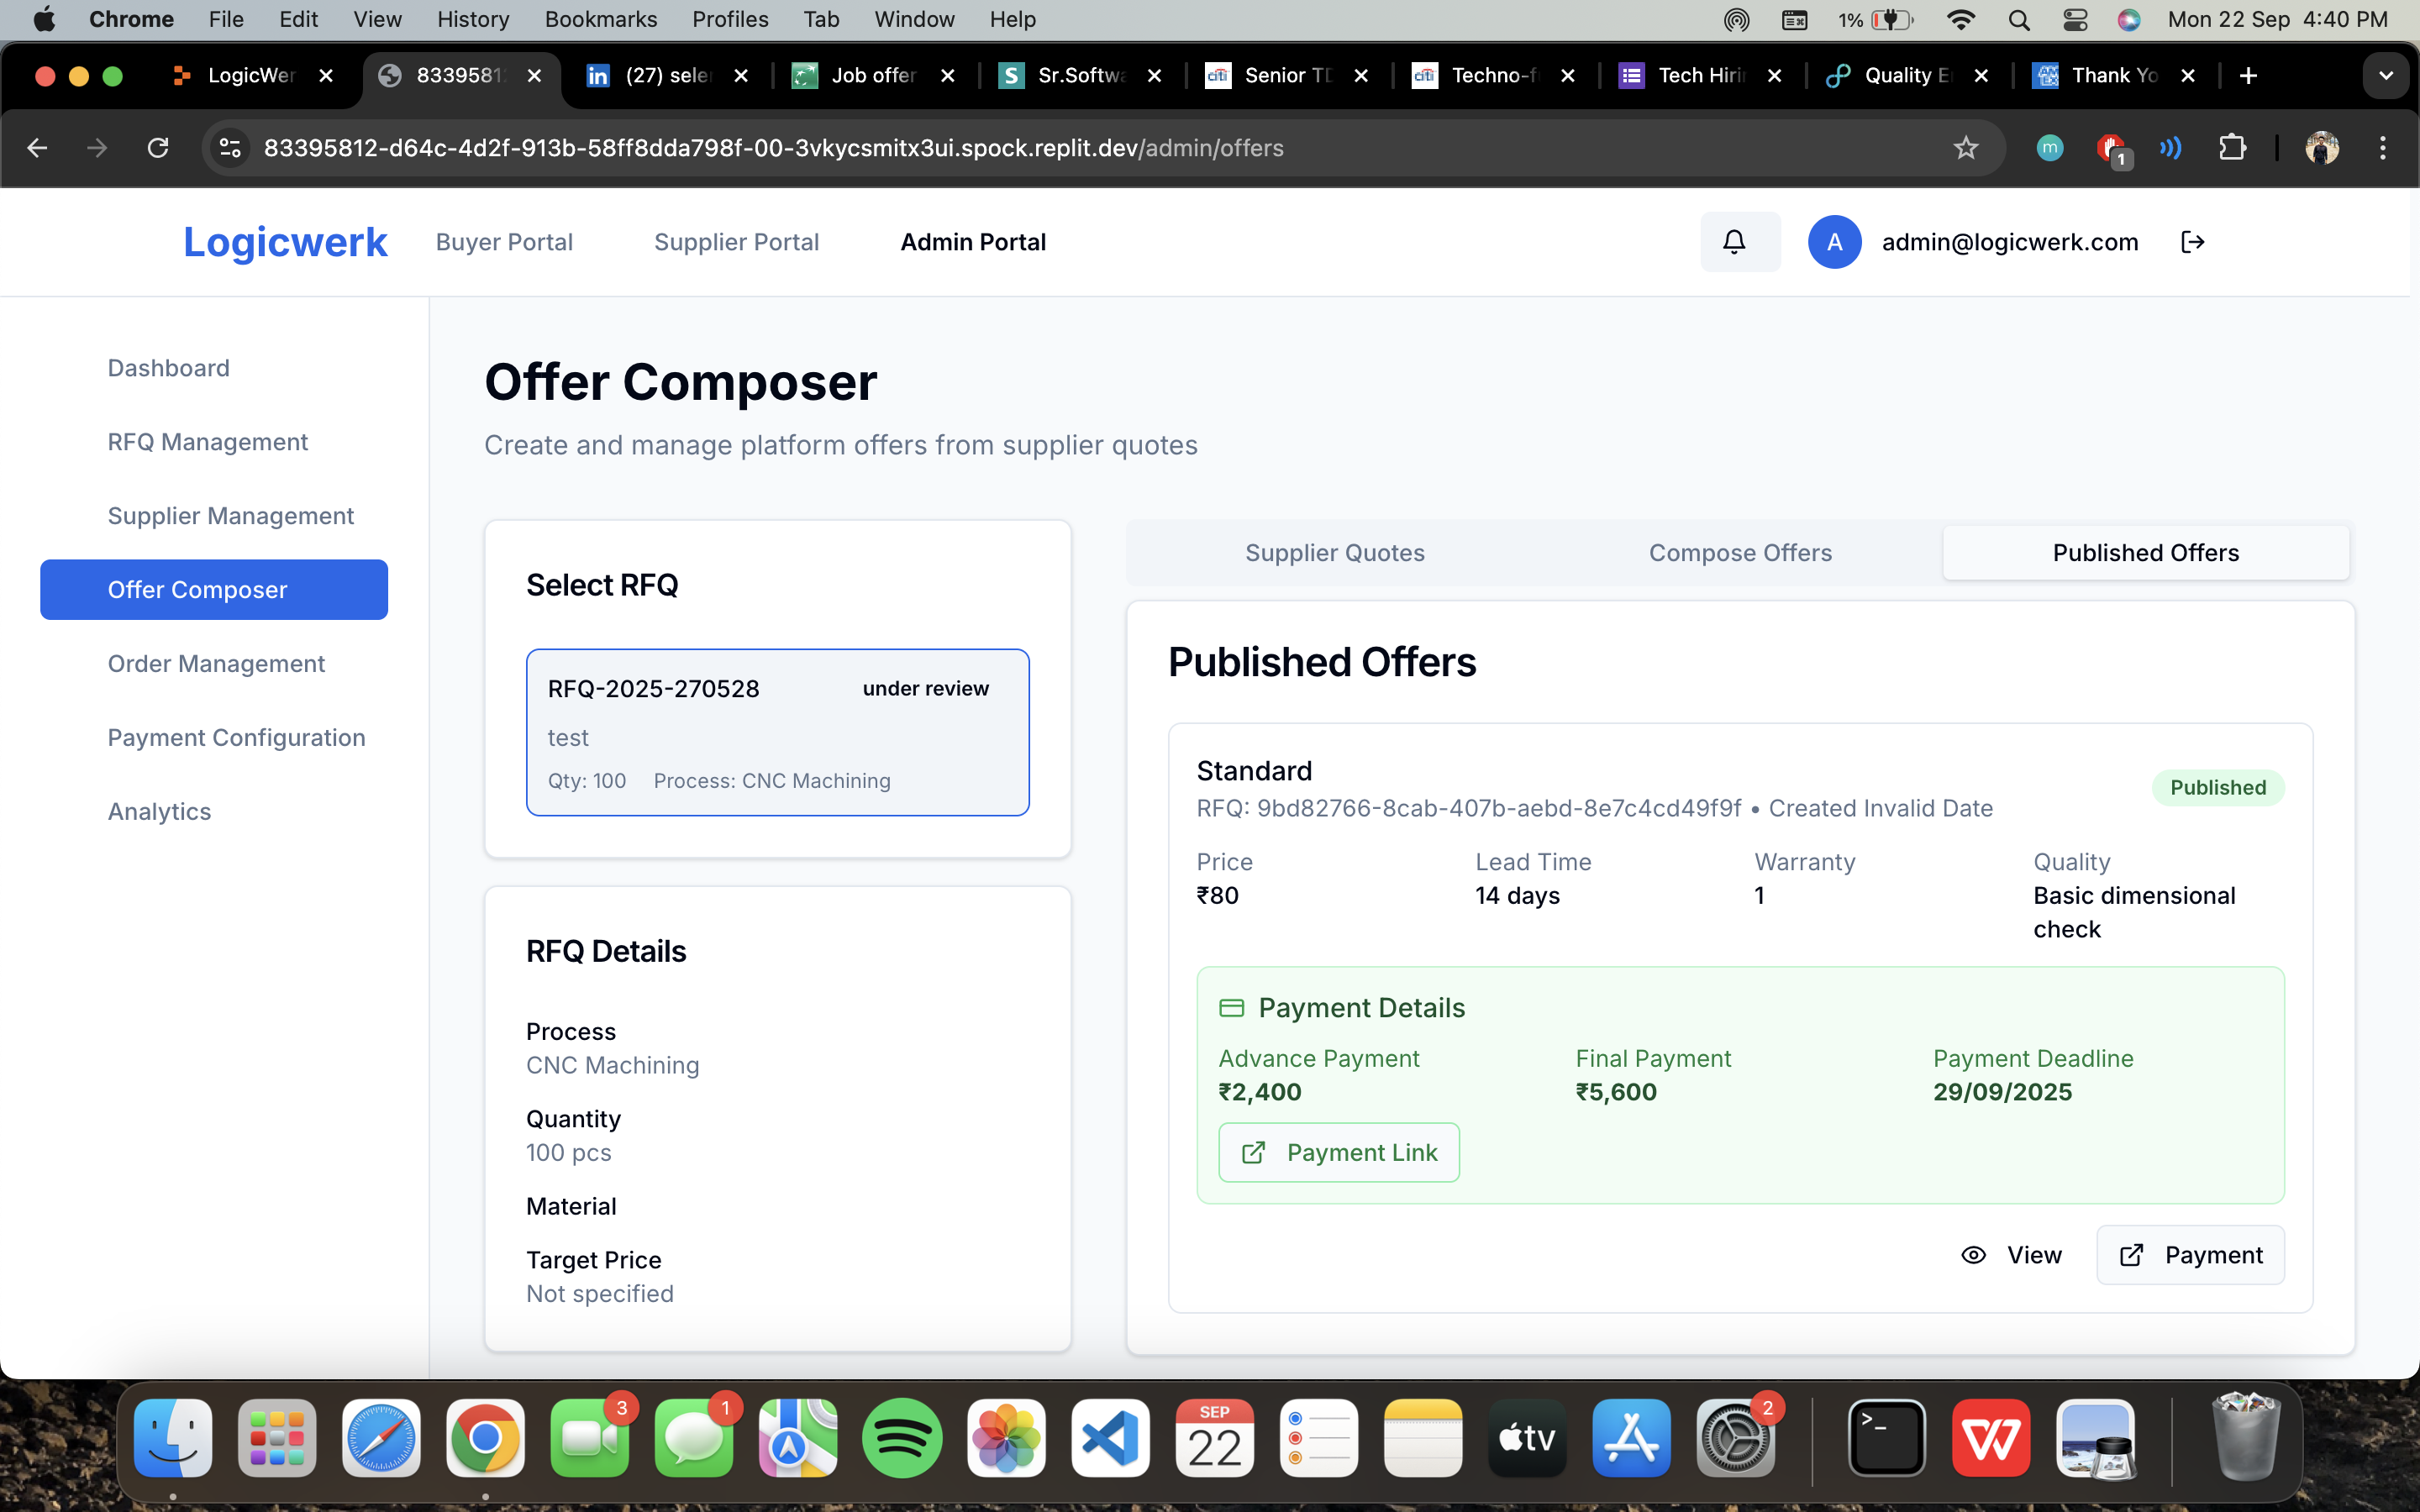 Chrome File Edit View History Bookmarks Profiles Tab Window Help 1% Mon 22 Sep 4:40 PM
LogicWer 8339581 (27) sele Job offer Sr.Softwa Senior TD Techno-f Tech Hirin Quality E Thank Yo
83395812-d64c-4d2f-913b-58ff8dda798f-00-3vkycsmitx3ui.spock.replit.dev/admin/offers m 1
Logicwerk Buyer Portal Supplier Portal Admin Portal A admin@logicwerk.com
Dashboard
RFQ Management
Supplier Management
Offer Composer
Order Management
Payment Configuration
Analytics
Offer Composer
Create and manage platform offers from supplier quotes
Select RFQ
RFQ-2025-270528 under review
test
Qty: 100 Process: CNC Machining
RFQ Details
Process
CNC Machining
Quantity
100 pcs
Material
Target Price
Not specified
Supplier Quotes Compose Offers Published Offers
Published Offers
Standard
Published
RFQ: 9bd82766-8cab-407b-aebd-8e7c4cd49f9f • Created Invalid Date
Price Lead Time Warranty Quality
₹80 14 days 1 Basic dimensional
check
Payment Details
Advance Payment Final Payment Payment Deadline
₹2,400 ₹5,600 29/09/2025
Payment Link
View Payment
3 1 SEP 2
22 tv